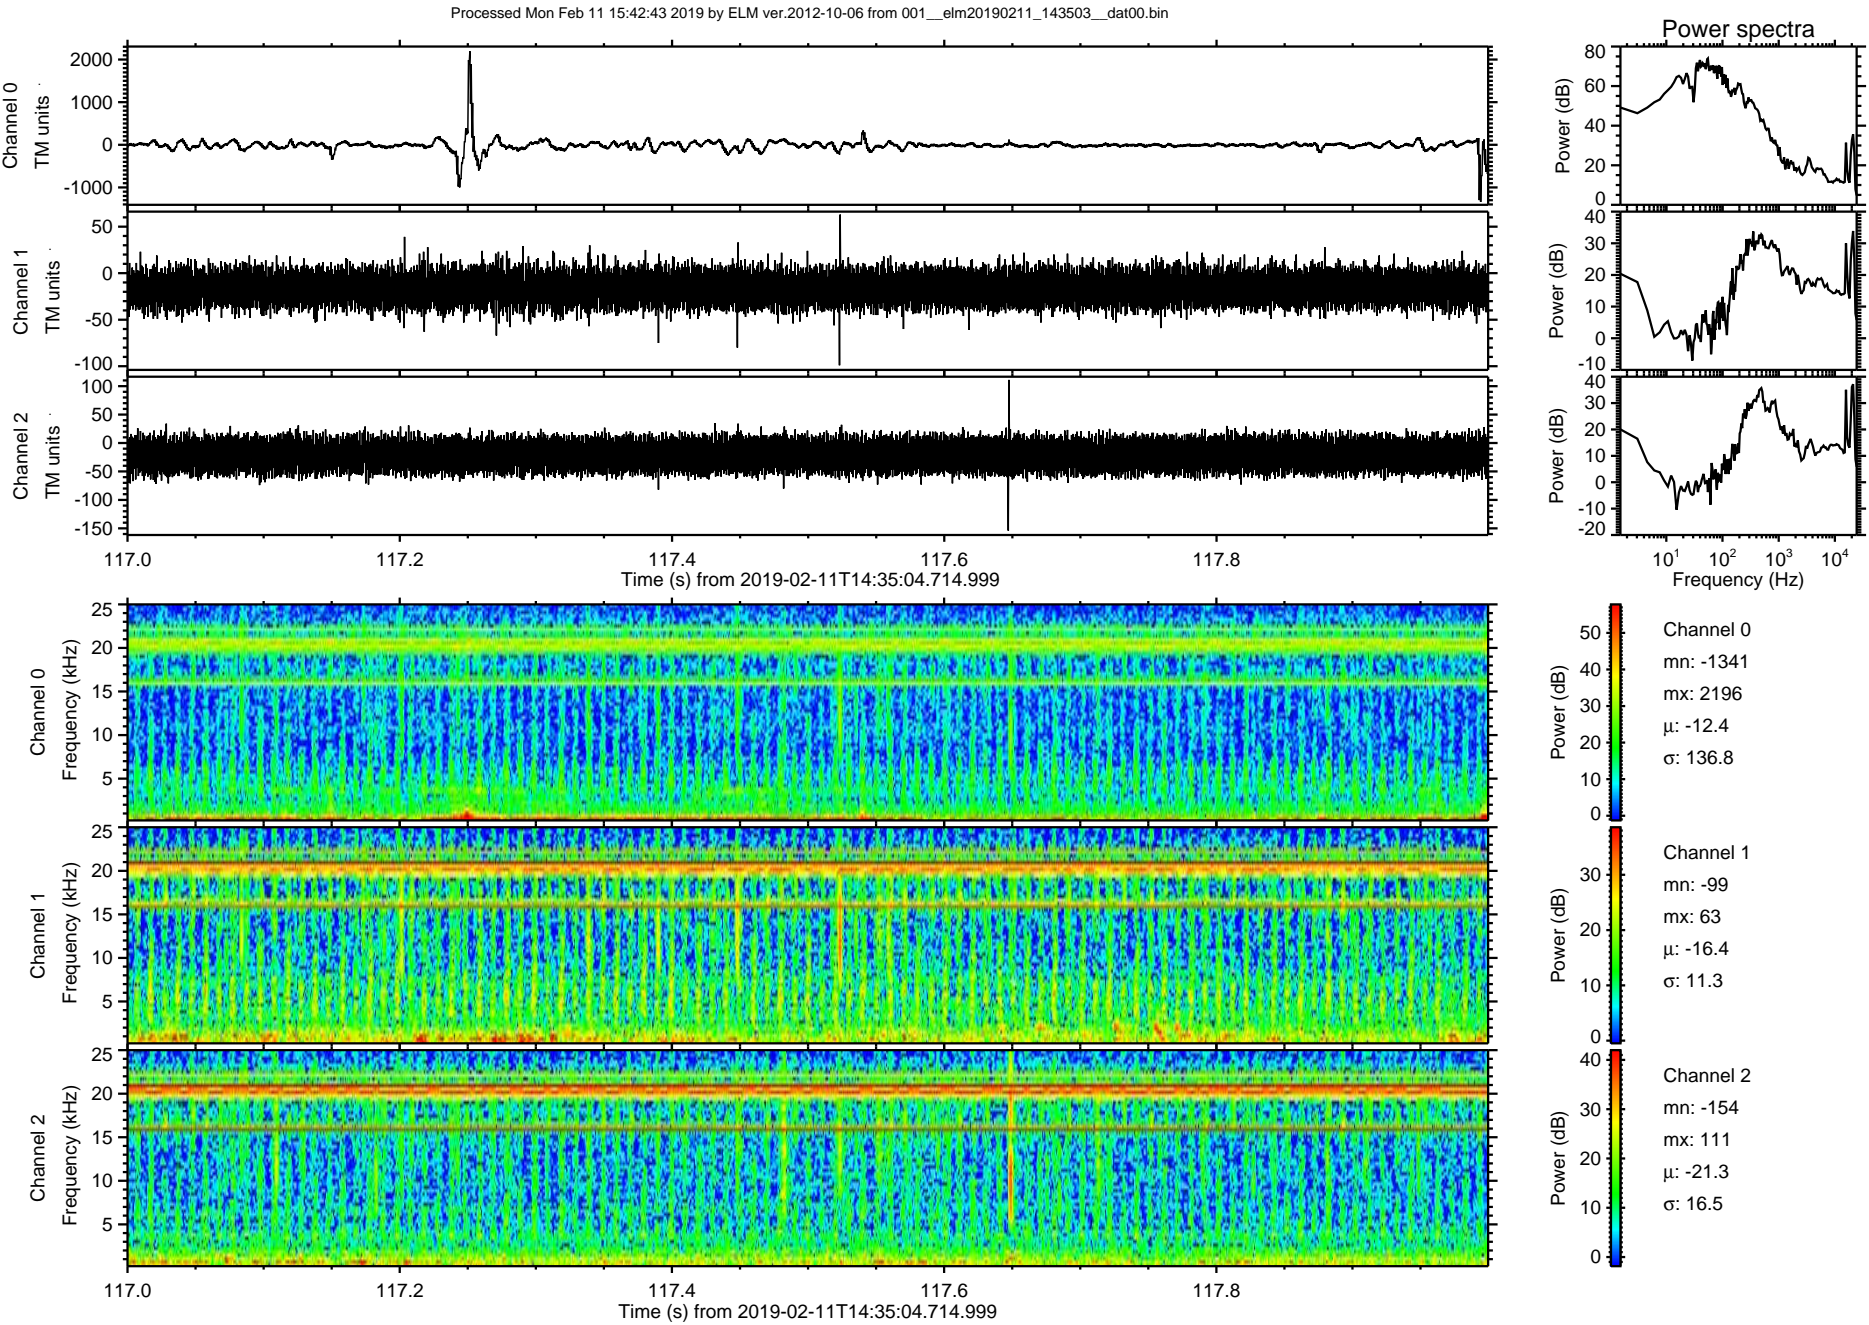 Processed Mon Feb 11 15:42:43 2019 by ELM ver.2012-10-06 from 001__elm20190211_143503__dat00.bin
Power spectra
Channel 0
TM units
2000
1000
0
-1000
Power (dB)
80
60
40
20
0
Channel 1
TM units
50
0
-50
-100
Power (dB)
40
30
20
10
0
-10
Channel 2
TM units
100
50
0
-50
-100
-150
Power (dB)
40
30
20
10
0
-10
-20
117.0 117.2 117.4 117.6 117.8
Time (s) from 2019-02-11T14:35:04.714.999
10¹ 10² 10³ 10⁴
Frequency (Hz)
Channel 0
Frequency (kHz)
25
20
15
10
5
Power (dB)
50
40
30
20
10
0
Channel 0
mn: -1341
mx: 2196
μ: -12.4
σ: 136.8
Channel 1
Frequency (kHz)
25
20
15
10
5
Power (dB)
30
20
10
0
Channel 1
mn: -99
mx: 63
μ: -16.4
σ: 11.3
Channel 2
Frequency (kHz)
25
20
15
10
5
Power (dB)
40
30
20
10
0
Channel 2
mn: -154
mx: 111
μ: -21.3
σ: 16.5
117.0 117.2 117.4 117.6 117.8
Time (s) from 2019-02-11T14:35:04.714.999